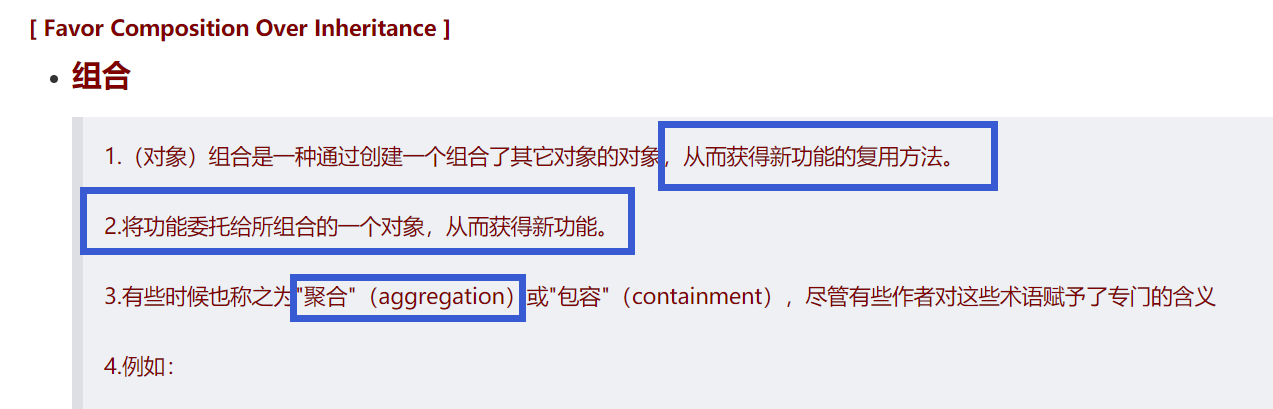 [ Favor Composition Over Inheritance ]
组合
1.（对象）组合是一种通过创建一个组合了其它对象的对象，从而获得新功能的复用方法。
2.将功能委托给所组合的一个对象，从而获得新功能。
3.有些时候也称之为"聚合"（aggregation）或"包容"（containment），尽管有些作者对这些术语赋予了专门的含义
4.例如：